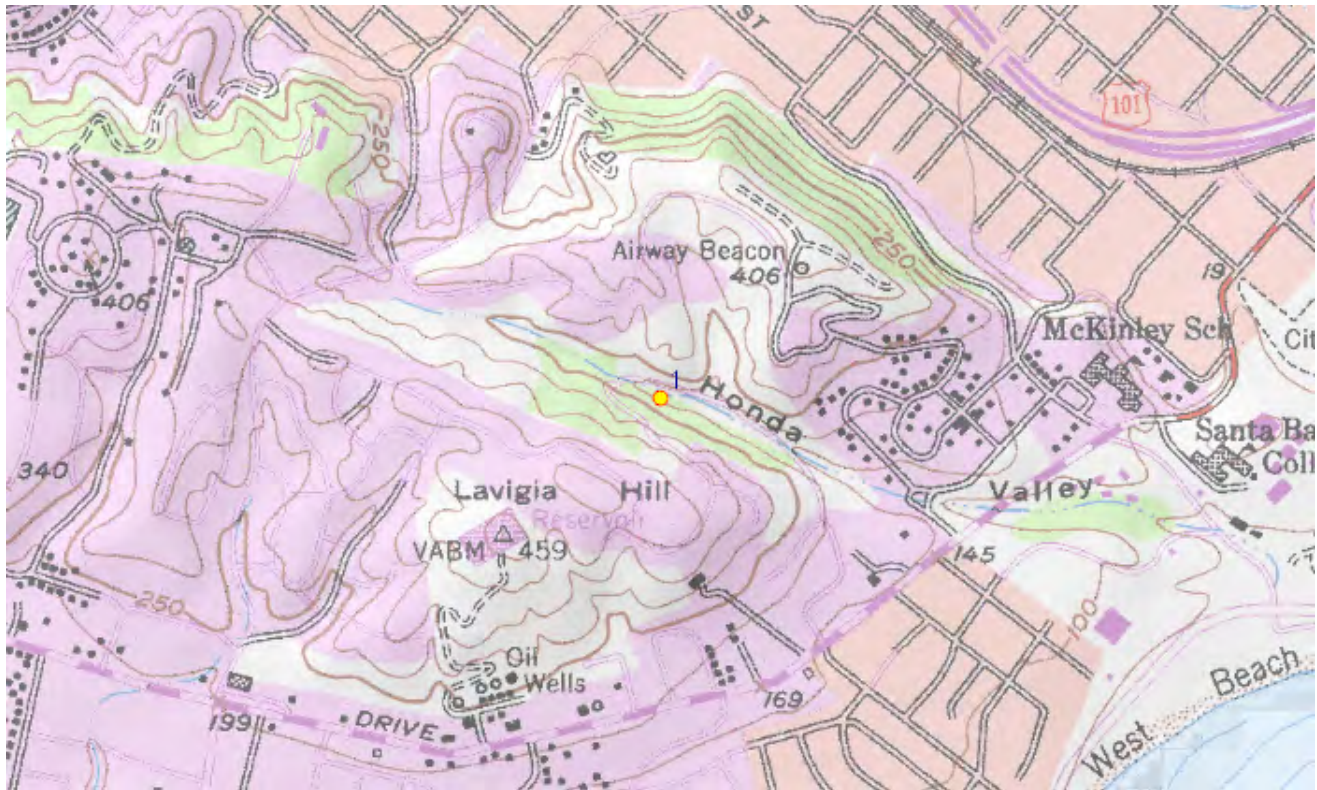 ST
101
250
250
Airway Beacon
406
19
McKinley Sch
Cit
406
1
Honda
Santa Ba
Coll
340
Lavigia Hill
Valley
Reservoir
VABM 459
145
250
100
Oil
Wells
Beach
169
199
DRIVE
West